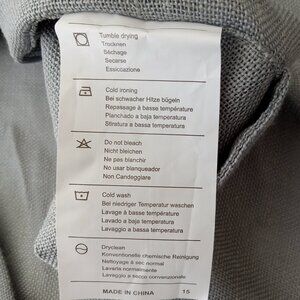 Tumble drying
Trocknen
Séchage
Secarse
Essiccazione
Cold ironing
Bei schwacher Hitze bügeln
Repassage à basse température
Planchado a baja temperatura
Stiratura a bassa temperatura
Do not bleach
Nicht bleichen
Ne pas blanchir
No usar blanqueador
Non Candeggiare
Cold wash
Bei niedriger Temperatur waschen
Lavage à basse température
Lavado a baja temperatura
Lavaggio a bassa temperatura
Dryclean
Konventionelle chemische Reinigung
Nettoyage à sec normal
Lavarla normalmente
Lavaggio a secco convenzionale
MADE IN CHINA 15